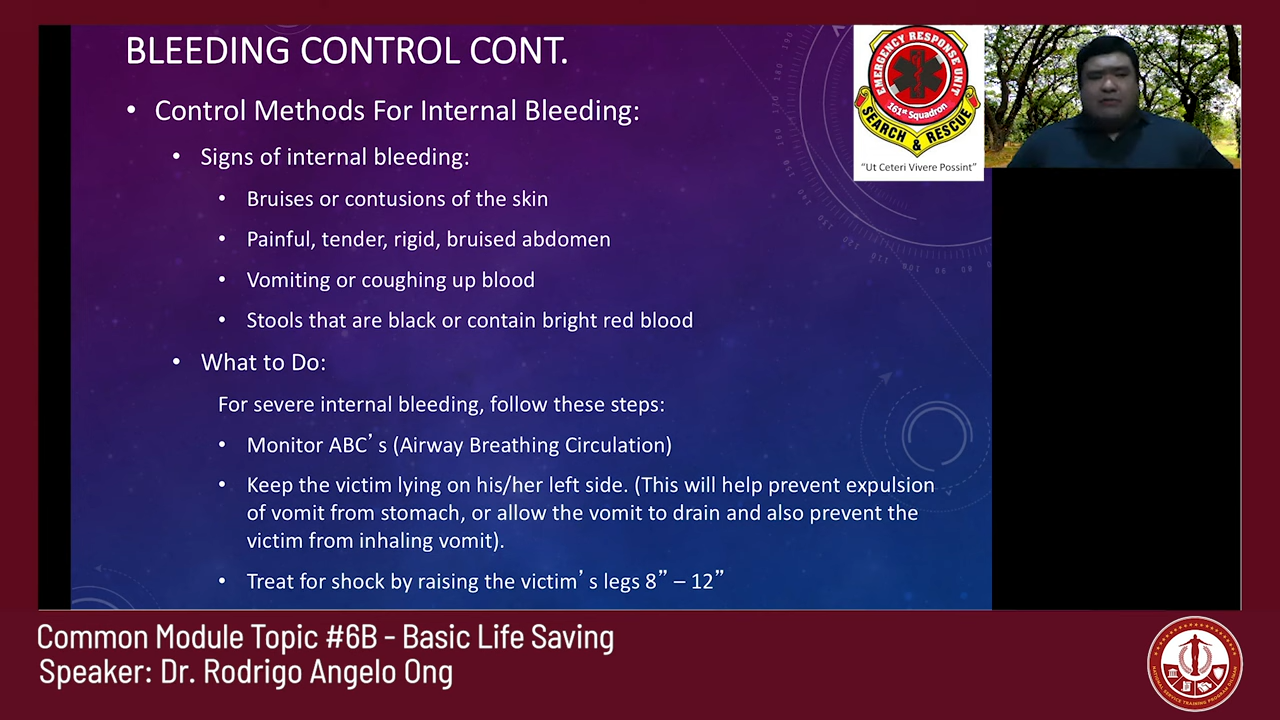 BLEEDING CONTROL CONT.
• Control Methods For Internal Bleeding:
• Signs of internal bleeding:
• Bruises or contusions of the skin
• Painful, tender, rigid, bruised abdomen
• Vomiting or coughing up blood
• Stools that are black or contain bright red blood
• What to Do:
For severe internal bleeding, follow these steps:
• Monitor ABC’s (Airway Breathing Circulation)
• Keep the victim lying on his/her left side. (This will help prevent expulsion
of vomit from stomach, or allow the vomit to drain and also prevent the
victim from inhaling vomit).
• Treat for shock by raising the victim’s legs 8” – 12”
EMERGENCY RESPONSE UNIT
161st Squadron
SEARCH & RESCUE
“Ut Ceteri Vivere Possint”
Common Module Topic #6B - Basic Life Saving
Speaker: Dr. Rodrigo Angelo Ong
NATIONAL SERVICE TRAINING PROGRAM DILIMAN